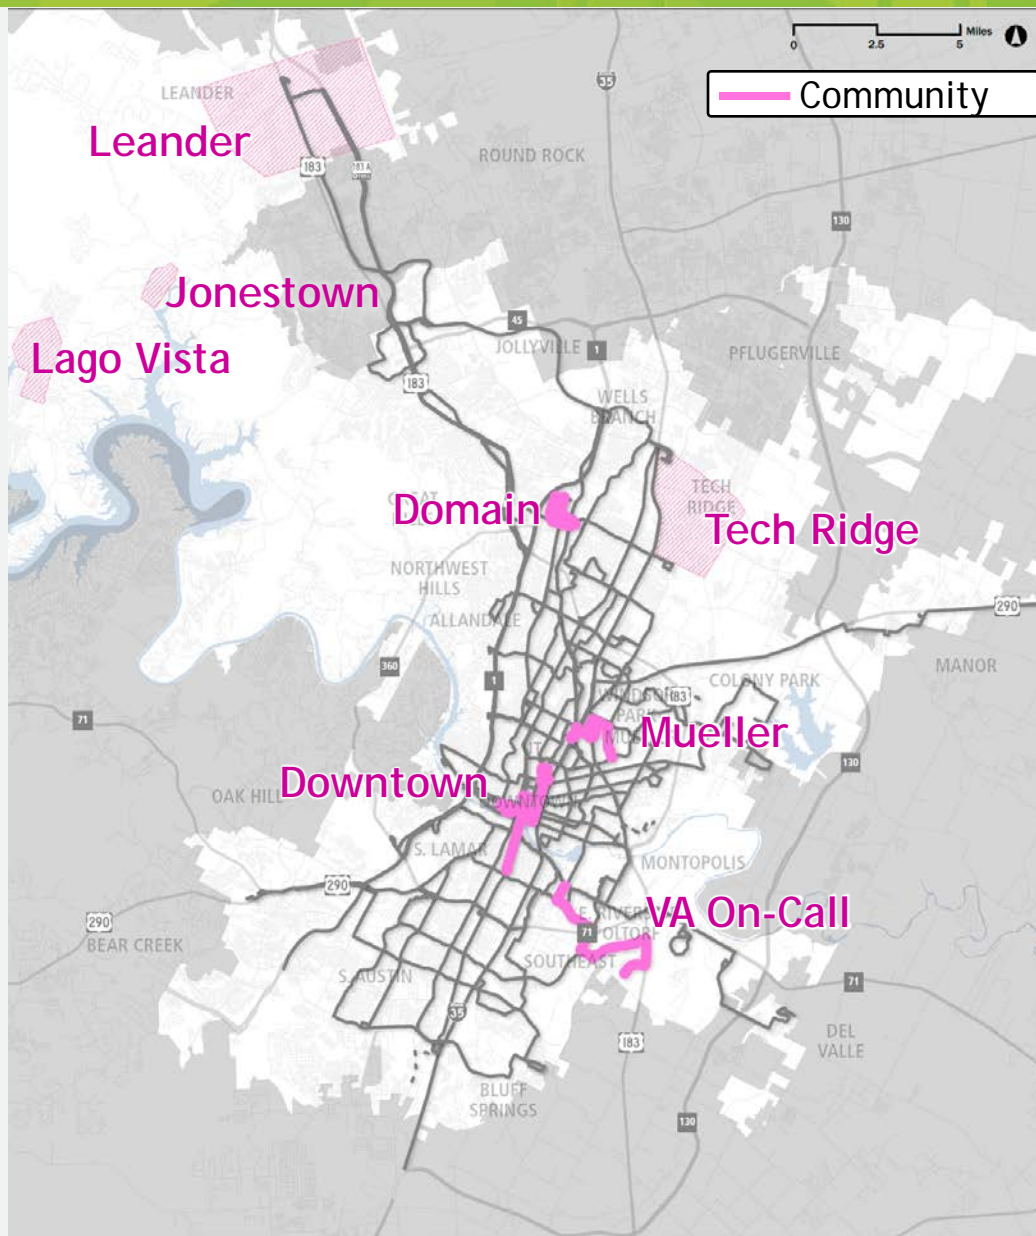 Miles
0 2.5 5
Community
LEANDER
Leander
35
ROUND ROCK
183
183 A
130
Jonestown
45
JOLLYVILLE
1
PFLUGERVILLE
Lago Vista
183
WELLS
BRANCH
TECH
RIDGE
Domain
Tech Ridge
NORTHWEST
HILLS
290
ALLANDALE
360
MANOR
1
COLONY PARK
183
PARK
71
Mueller
130
Downtown
OAK HILL
DOWNTOWN
S. LAMAR
MONTOPOLIS
290
VA On-Call
290
71
BEAR CREEK
SOUTHEAST
S. AUSTIN
71
35
183
DEL
VALLE
BLUFF
SPRINGS
130